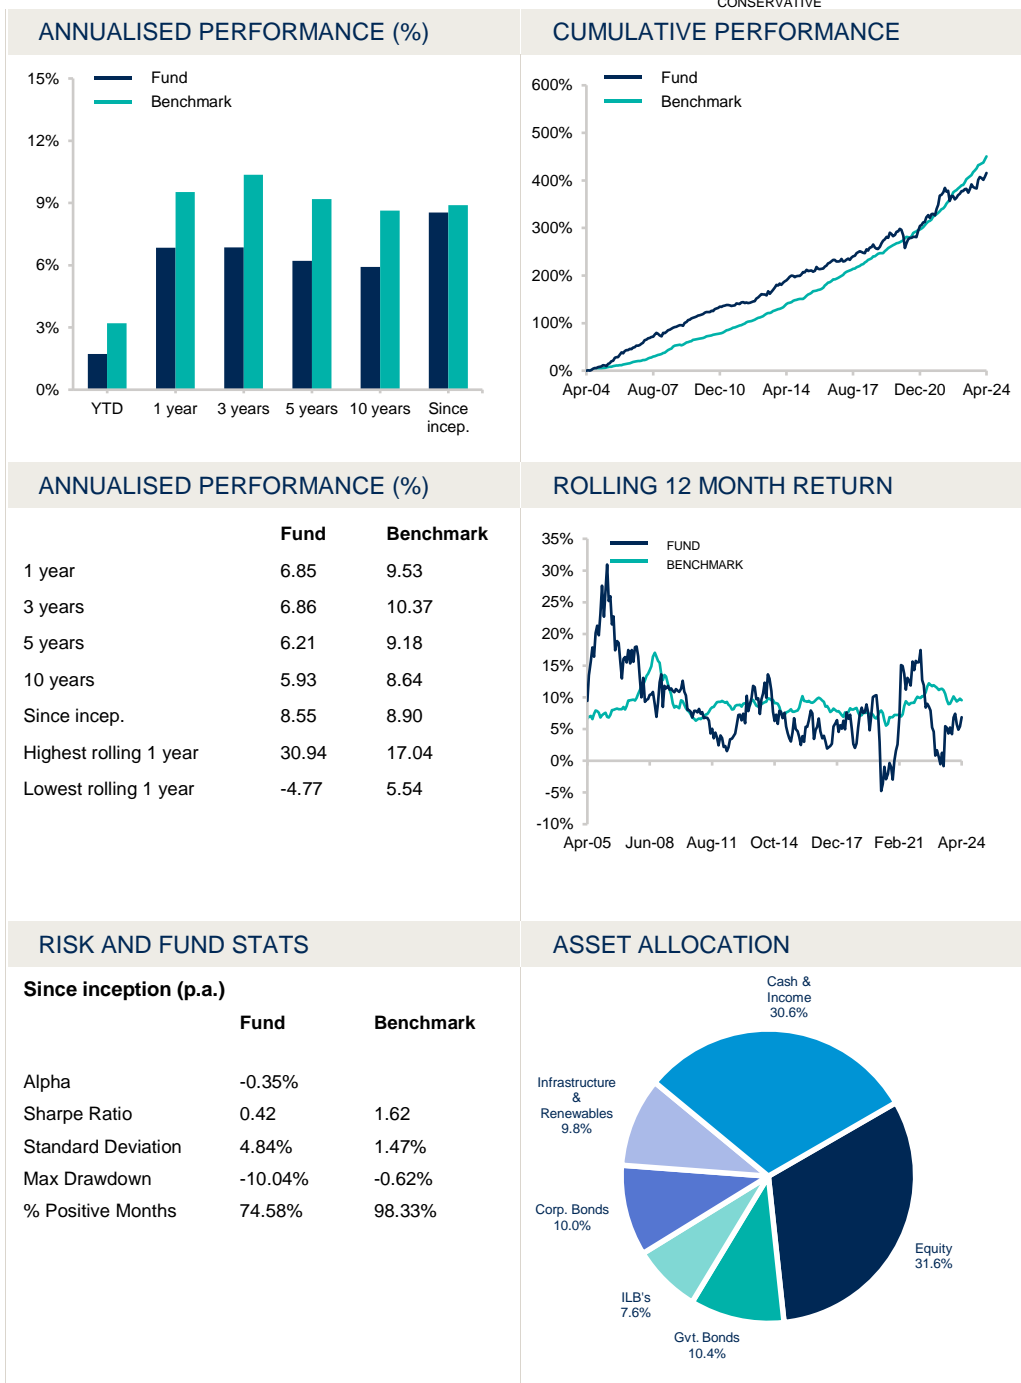 CONSERVATIVE
ANNUALISED PERFORMANCE (%)
Fund
Benchmark
15%
12%
9%
6%
3%
0%
YTD 1 year 3 years 5 years 10 years Since incep.
CUMULATIVE PERFORMANCE
Fund
Benchmark
600%
500%
400%
300%
200%
100%
0%
Apr-04 Aug-07 Dec-10 Apr-14 Aug-17 Dec-20 Apr-24
ANNUALISED PERFORMANCE (%)
Fund Benchmark
1 year 6.85 9.53
3 years 6.86 10.37
5 years 6.21 9.18
10 years 5.93 8.64
Since incep. 8.55 8.90
Highest rolling 1 year 30.94 17.04
Lowest rolling 1 year -4.77 5.54
ROLLING 12 MONTH RETURN
FUND
BENCHMARK
35%
30%
25%
20%
15%
10%
5%
0%
-5%
-10%
Apr-05 Jun-08 Aug-11 Oct-14 Dec-17 Feb-21 Apr-24
RISK AND FUND STATS
Since inception (p.a.)
Fund Benchmark
Alpha -0.35%
Sharpe Ratio 0.42 1.62
Standard Deviation 4.84% 1.47%
Max Drawdown -10.04% -0.62%
% Positive Months 74.58% 98.33%
ASSET ALLOCATION
Cash &
Income
30.6%
Infrastructure
&
Renewables
9.8%
Corp. Bonds
10.0%
ILB's
7.6%
Gvt. Bonds
10.4%
Equity
31.6%